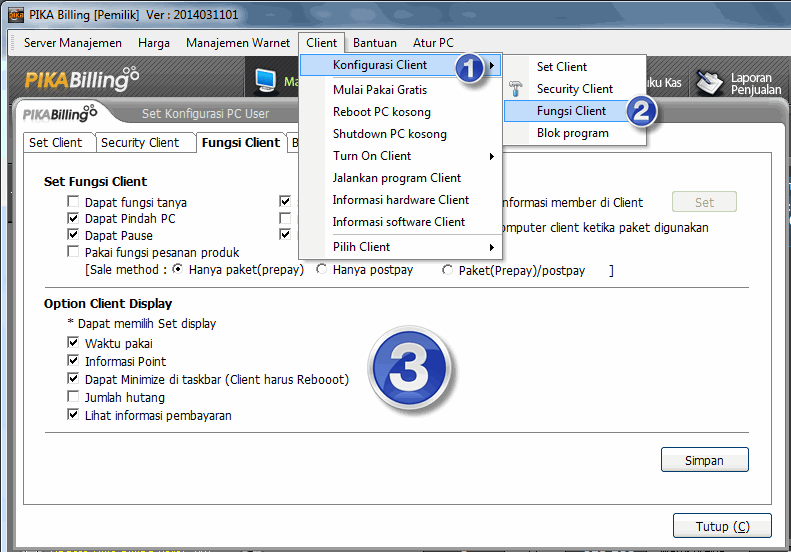 PIKA Billing [Pemilik] Ver : 2014031101
Server Manajemen Harga Manajemen Warnet Client Bantuan Atur PC
Konfigurasi Client 1
Mulai Pakai Gratis
Reboot PC kosong
Shutdown PC kosong
Turn On Client
Jalankan program Client
Informasi hardware Client
Informasi software Client
Pilih Client
Set Client
Security Client
Fungsi Client 2
Blok program
PIKABilling
Kas
Laporan
Penjualan
PIKABilling Set Konfigurasi PC User
Set Client Security Client Fungsi Client
Set Fungsi Client
Dapat fungsi tanya
informasi member di Client Set
Dapat Pindah PC
Dapat Pause
computer client ketika paket digunakan
Pakai fungsi pesanan produk
[Sale method : Hanya paket(prepay) Hanya postpay Paket(Prepay)/postpay ]
Option Client Display
* Dapat memilih Set display
Waktu pakai
Informasi Point
Dapat Minimize di taskbar (Client harus Rebooot)
Jumlah hutang
Lihat informasi pembayaran
3
Simpan
Tutup (C)